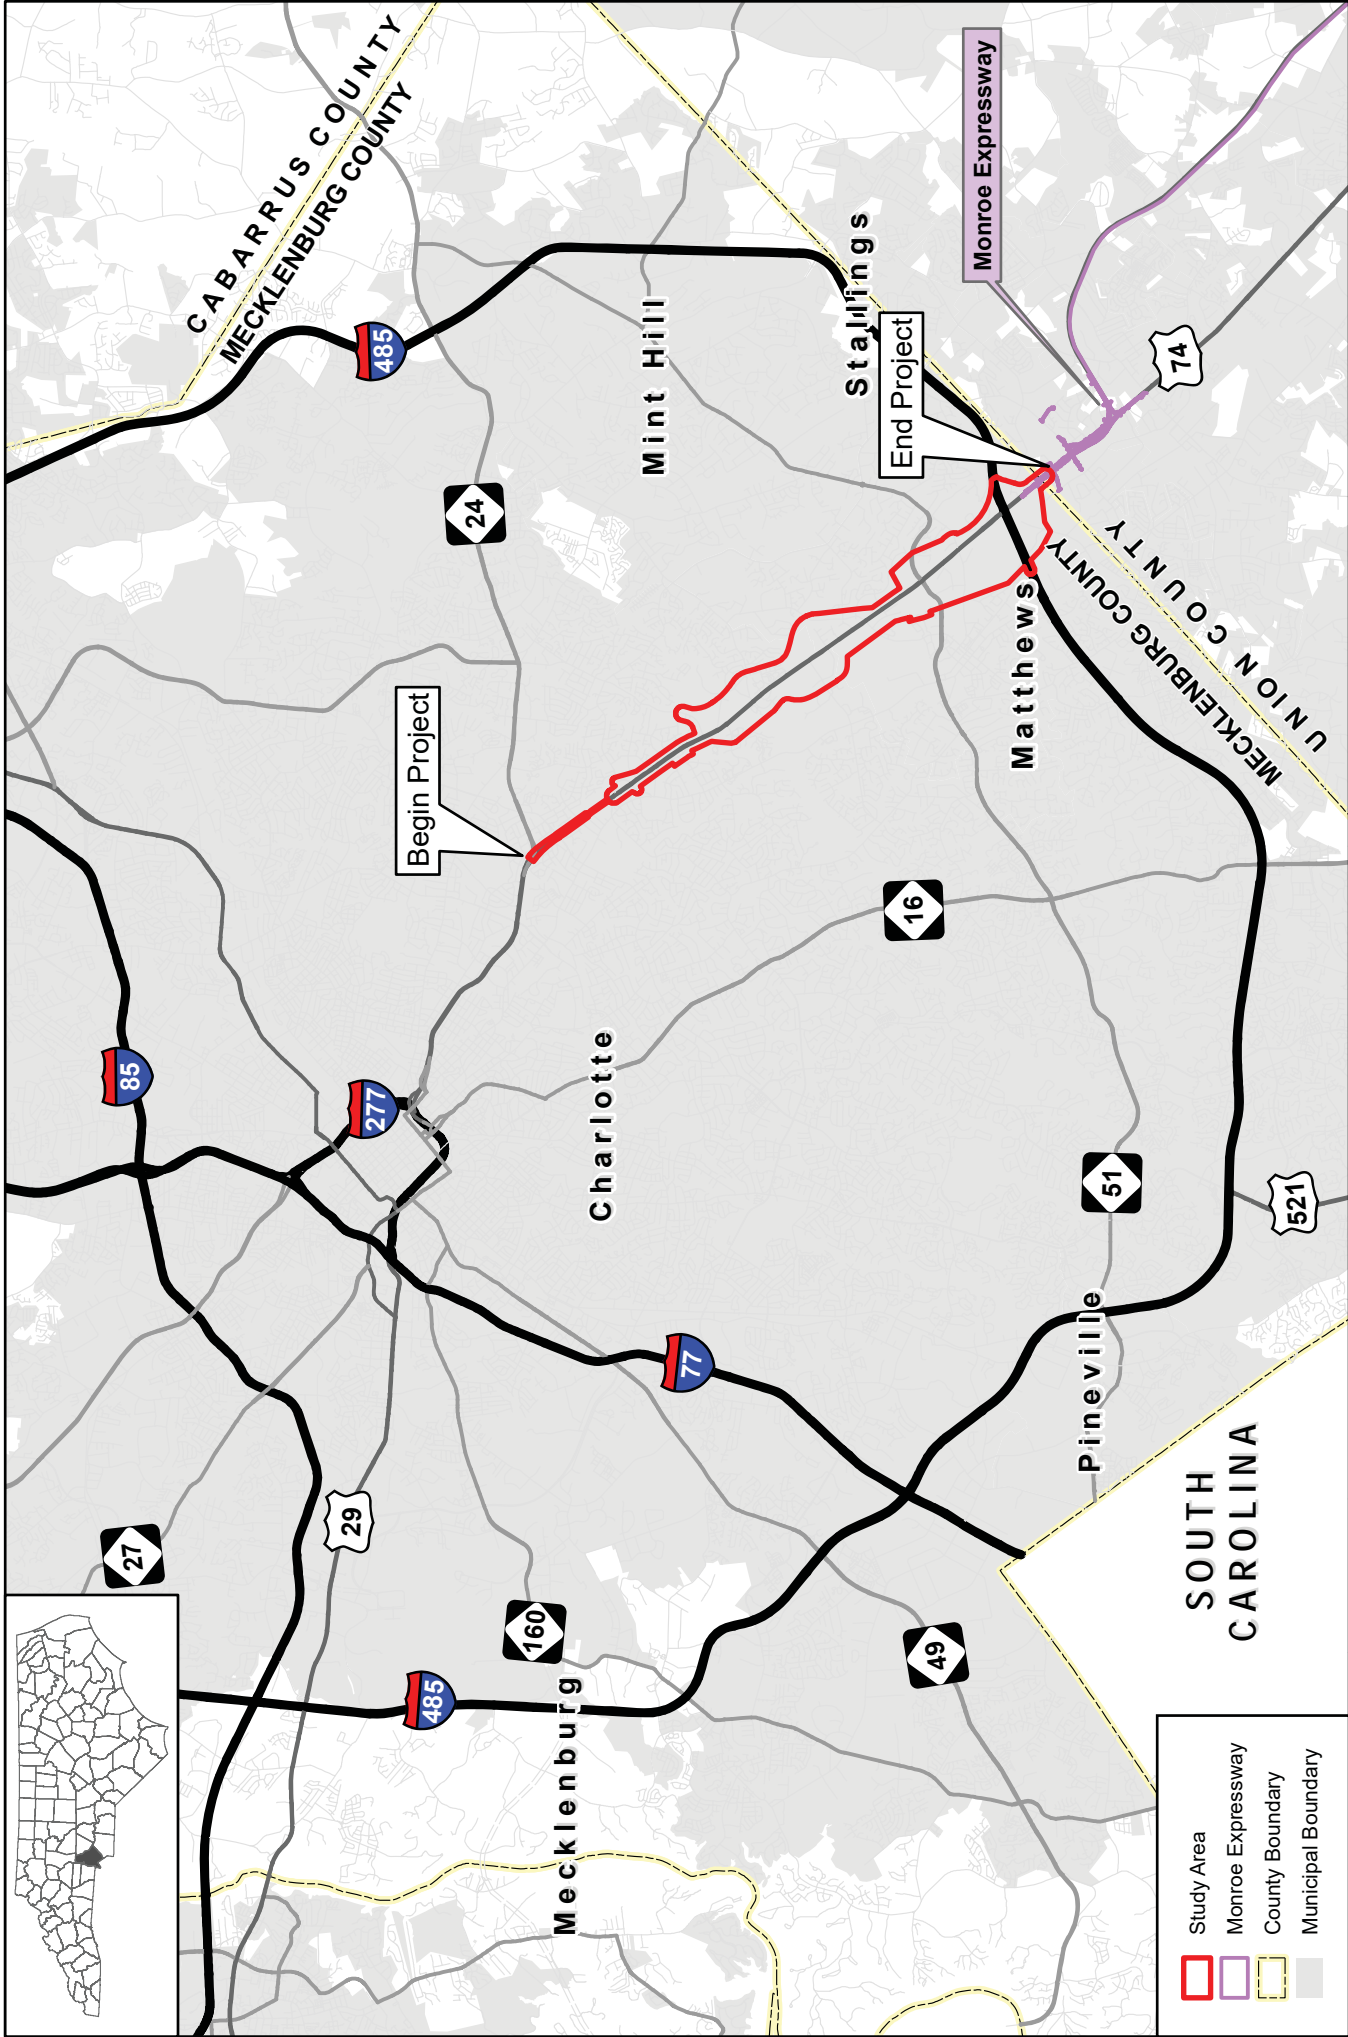 27
85
485
CABARRUS COUNTY
MECKLENBURG COUNTY
29
277
Begin Project
24
485
160
Mecklenburg
Charlotte
Mint Hill
77
Stallings
End Project
Monroe Expressway
49
16
Matthews
74
MECKLENBURG COUNTY
UNION COUNTY
Pineville
51
521
SOUTH
CAROLINA
Study Area
Monroe Expressway
County Boundary
Municipal Boundary